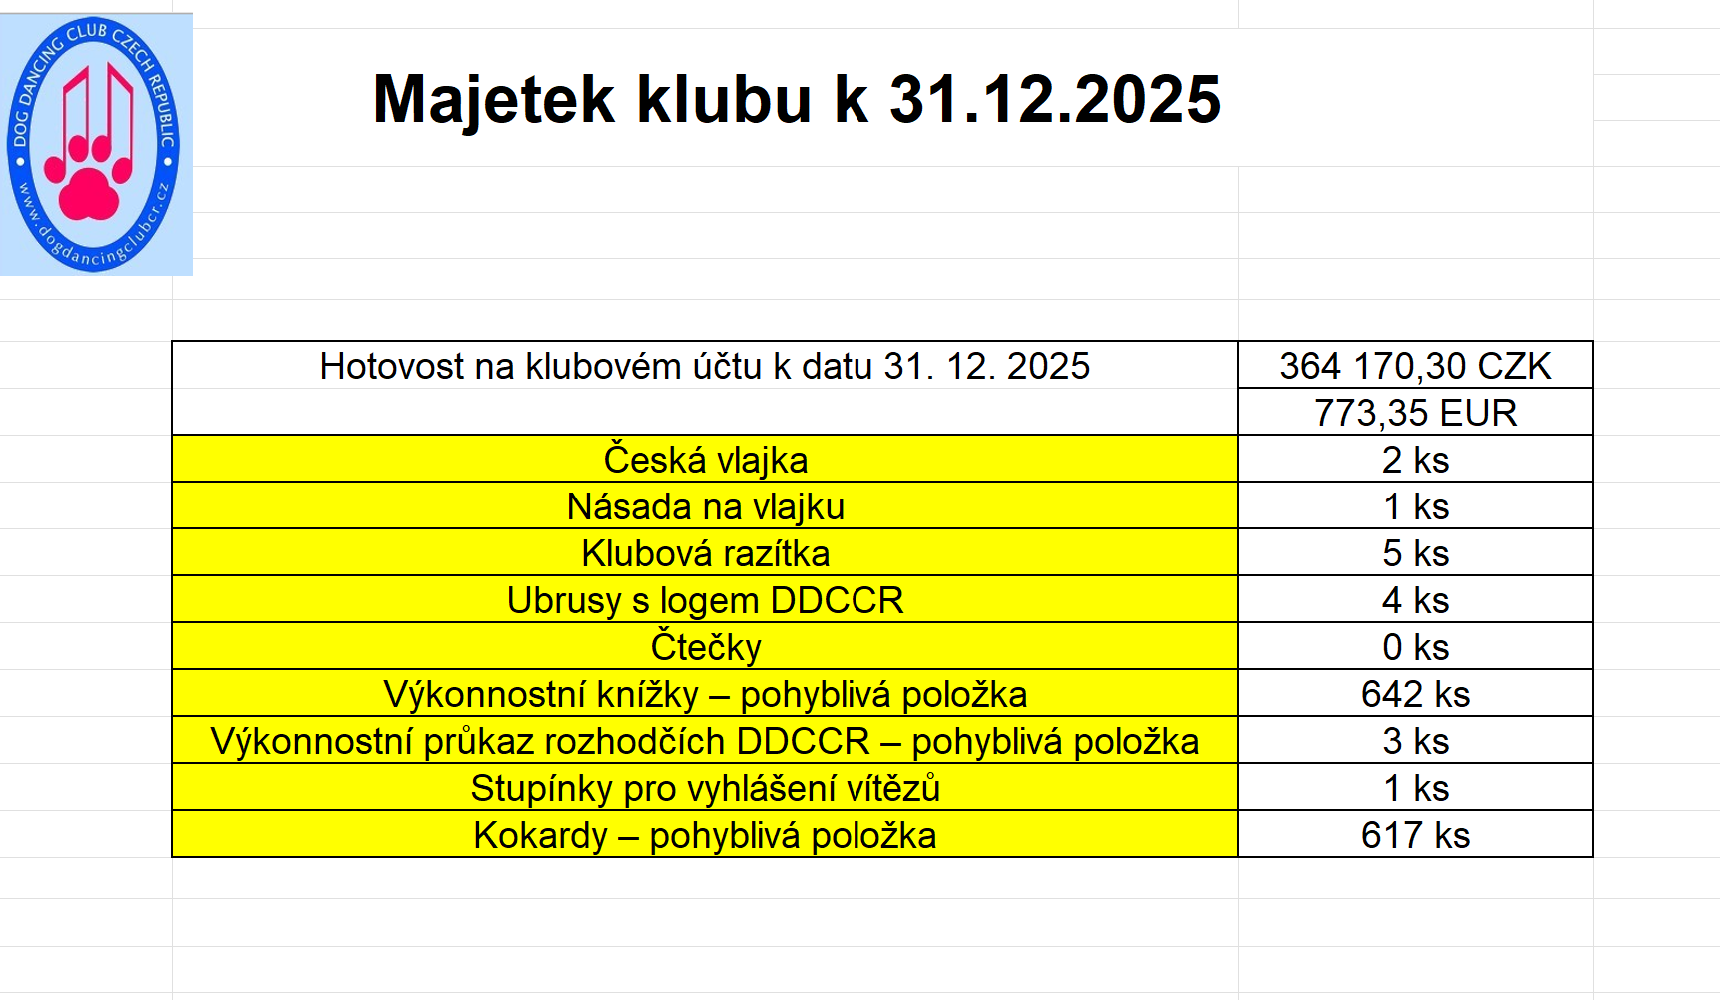 DOG DANCING CLUB CZECH REPUBLIC
www.dogdancingclubcr.cz
Majetek klubu k 31.12.2025
Hotovost na klubovém účtu k datu 31. 12. 2025 364 170,30 CZK
773,35 EUR
Česká vlajka 2 ks
Násada na vlajku 1 ks
Klubová razítka 5 ks
Ubrusy s logem DDCCR 4 ks
Čtečky 0 ks
Výkonnostní knížky – pohyblivá položka 642 ks
Výkonnostní průkaz rozhodčích DDCCR – pohyblivá položka 3 ks
Stupínky pro vyhlášení vítězů 1 ks
Kokardy – pohyblivá položka 617 ks